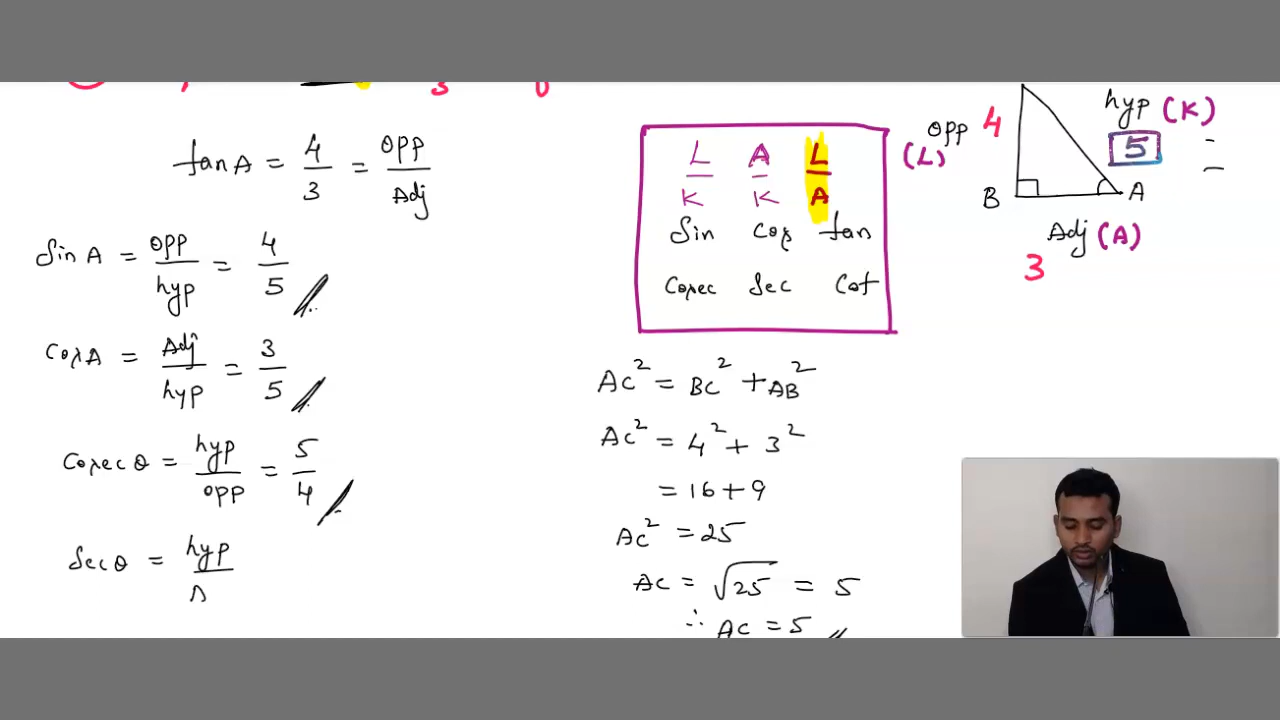 tan A = 4/3 = opp/Adj
Sin A = opp/hyp = 4/5
Cos A = Adj/hyp = 3/5
Cosec θ = hyp/opp = 5/4
Sec θ = hyp/
L/K A/K L/A
Sin Cos tan
Cosec Sec Cot
AC² = BC² + AB²
AC² = 4² + 3²
= 16 + 9
AC² = 25
AC = √25 = 5
∴ AC = 5
opp 4 hyp (K)
(L) 5
B A
Adj (A)
3